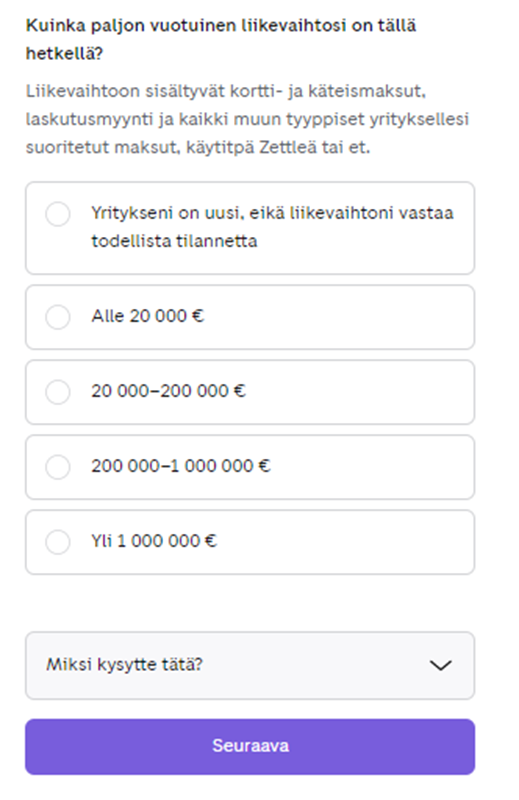 Kuinka paljon vuotuinen liikevaihtosi on tällä
hetkellä?
Liikevaihtoon sisältyvät kortti- ja käteismaksut,
laskutusmyynti ja kaikki muun tyyppiset yrityksellesi
suoritetut maksut, käytitpä Zettleä tai et.
Yritykseni on uusi, eikä liikevaihtoni vastaa
todellista tilannetta
Alle 20 000 €
20 000–200 000 €
200 000–1 000 000 €
Yli 1 000 000 €
Miksi kysytte tätä?
Seuraava